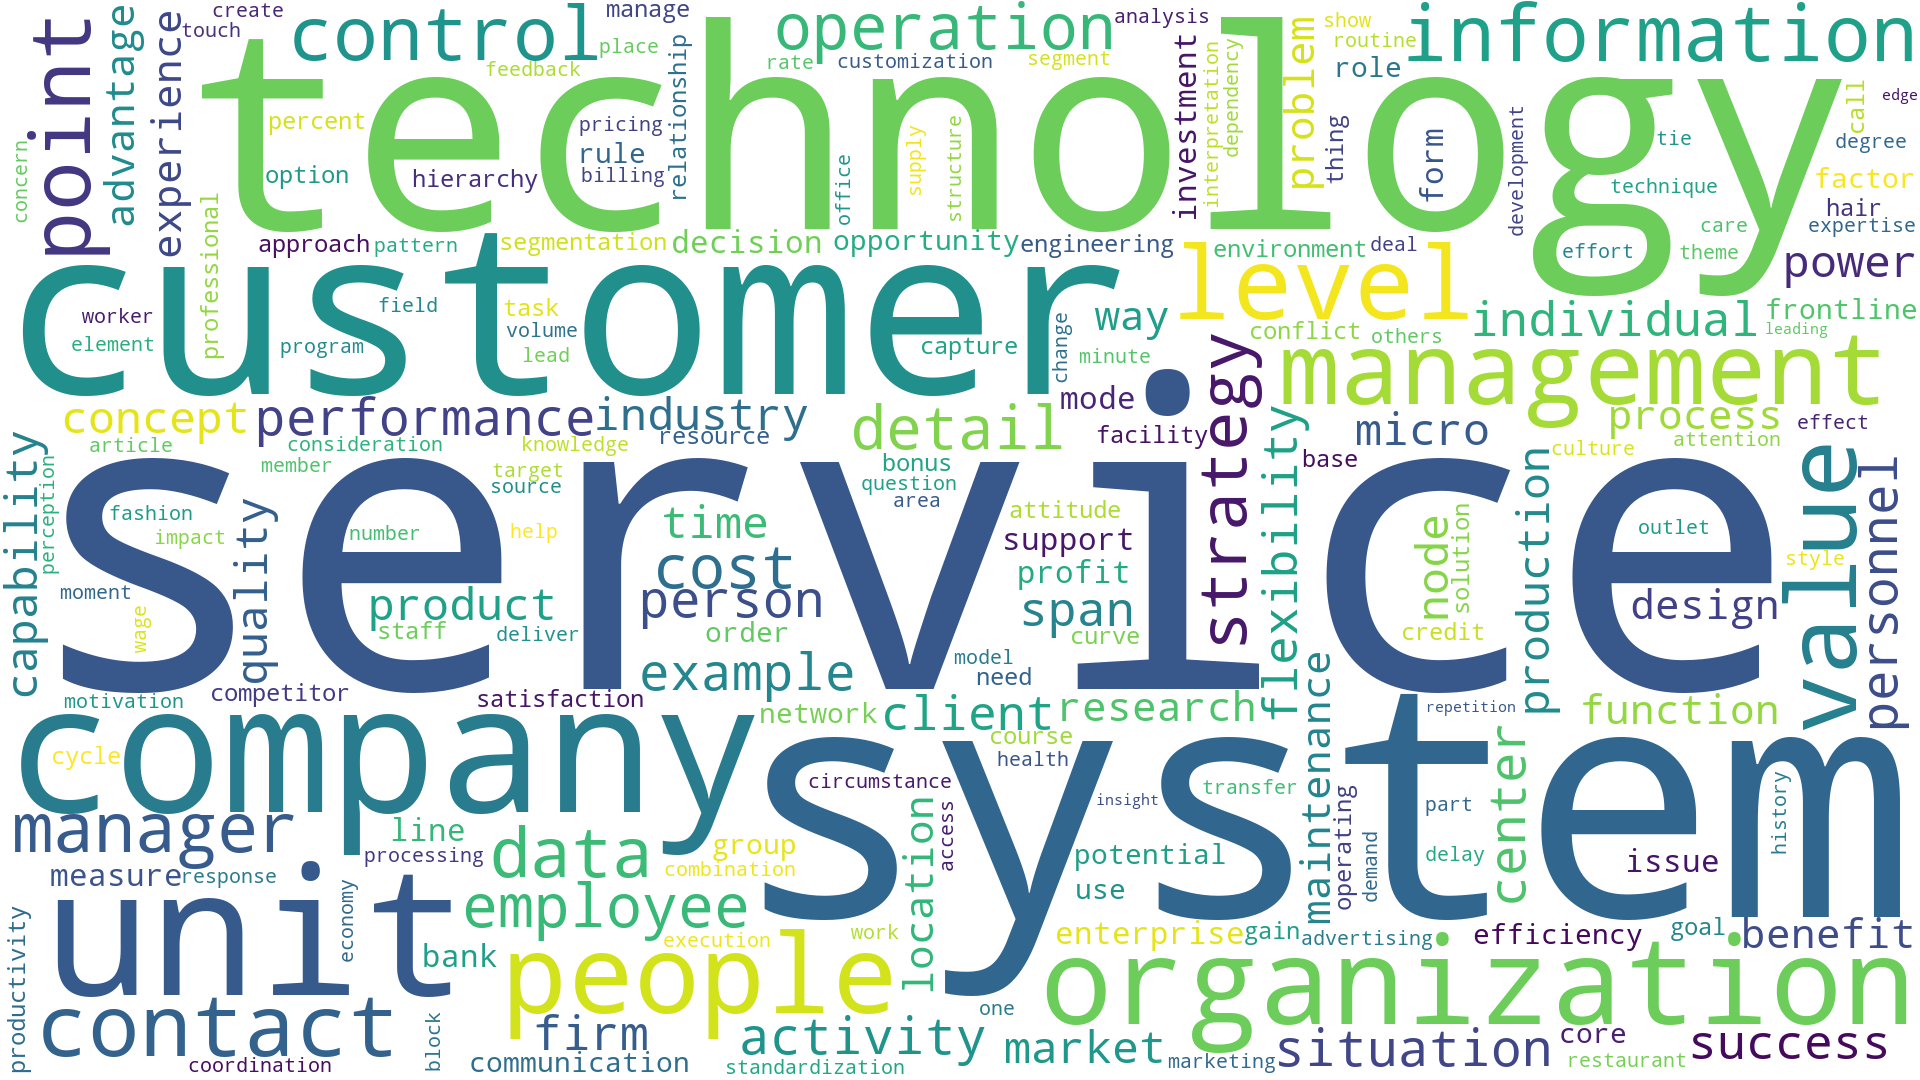 create
manage
touch
control
place
feedback
operation
analysis
rate
customization
segment
show
routine
information
role
problem
point
advantage
experience
relationship
investment
interpretation
dependency
thing
form
development
call
edge
degree
tie
technique
factor
hair
expertise
care
theme
effort
technology
concern
percent
option
hierarchy
pricing
rule
billing
office
supply
structure
professional
approach
pattern
segmentation
decision
opportunity
engineering
environment
deal
power
level
customer
worker
element
program
field
task
volume
lead
capture
change
way
minute
conflict
others
individual
frontline
leading
management
strategy
mode
concept
performance
industry
detail
facility
article
consideration
member
knowledge
resource
target
source
micro
process
effect
culture
attention
base
bonus
question
area
capability
perception
fashion
impact
quality
number
help
time
cost
person
product
staff
deliver
order
attitude
support
profit
span
curve
flexibility
node
solution
credit
production
outlet
style
design
value
personnel
service
moment
wage
motivation
competitor
satisfaction
example
model
need
network
client
research
function
repetition
company
cycle
course
health
circumstance
insight
transfer
access
location
maintenance
operating
demand
part
delay
center
history
issue
system
manager
line
processing
measure
response
data
group
combination
employee
execution
work
potential
use
unit
economy
bank
people
enterprise
gain
advertising
efficiency
goal
benefit
organization
productivity
contact
block
coordination
firm
communication
activity
standardization
one
market
marketing
situation
core
restaurant
success